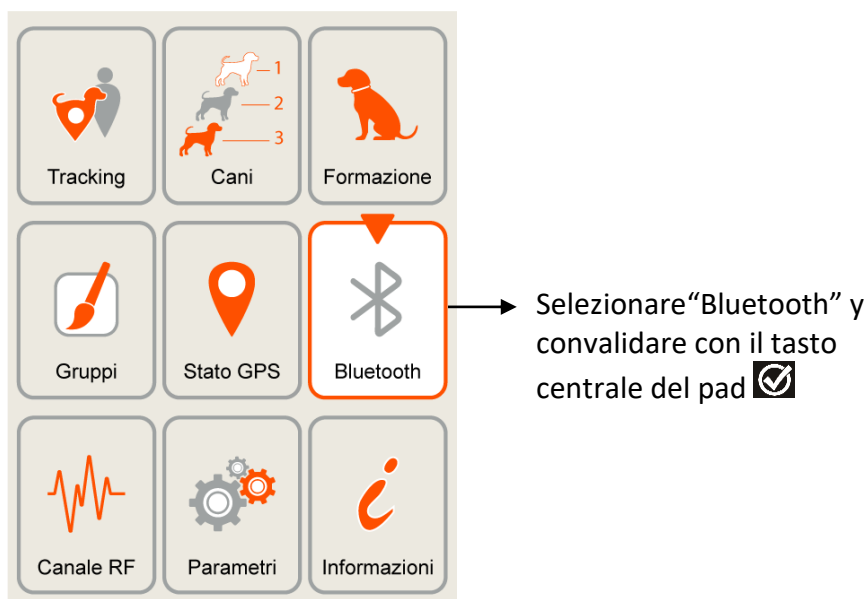 1
2
3
Tracking
Cani
Formazione
Gruppi
Stato GPS
Bluetooth
Selezionare“Bluetooth” y
convalidare con il tasto
centrale del pad
Canale RF
Parametri
Informazioni